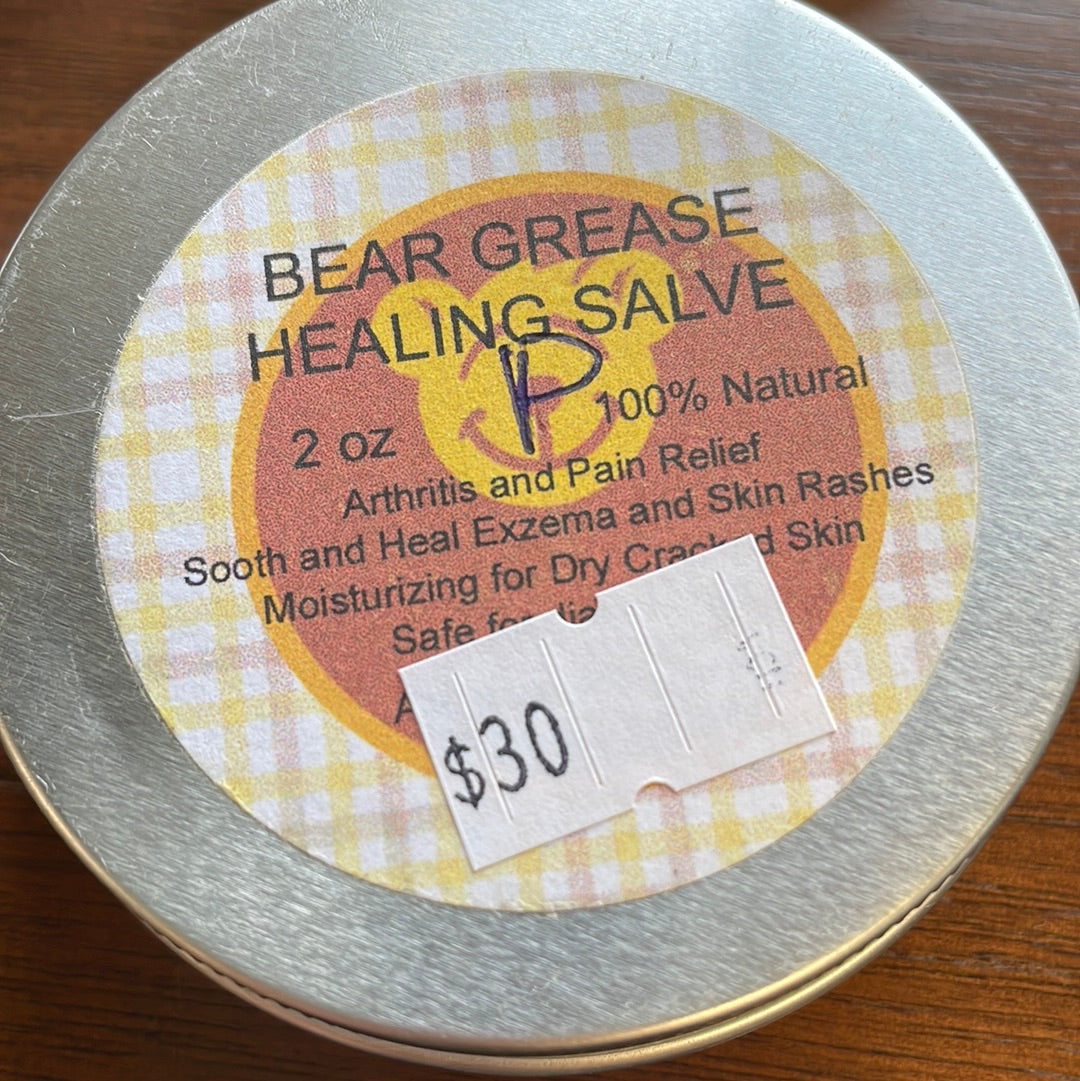 BEAR GREASE
HEALING SALVE
P
2 oz 100% Natural
Arthritis and Pain Relief
Sooth and Heal Exzema and Skin Rashes
Moisturizing for Dry Cracked Skin
Safe for
$30